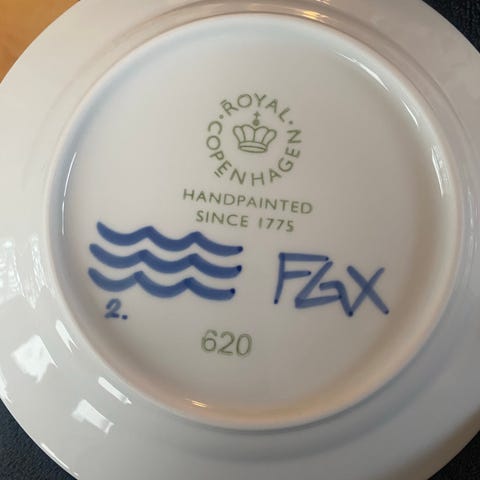 ROYAL
COPENHAGEN
HANDPAINTED
SINCE 1775
FGX
2.
620